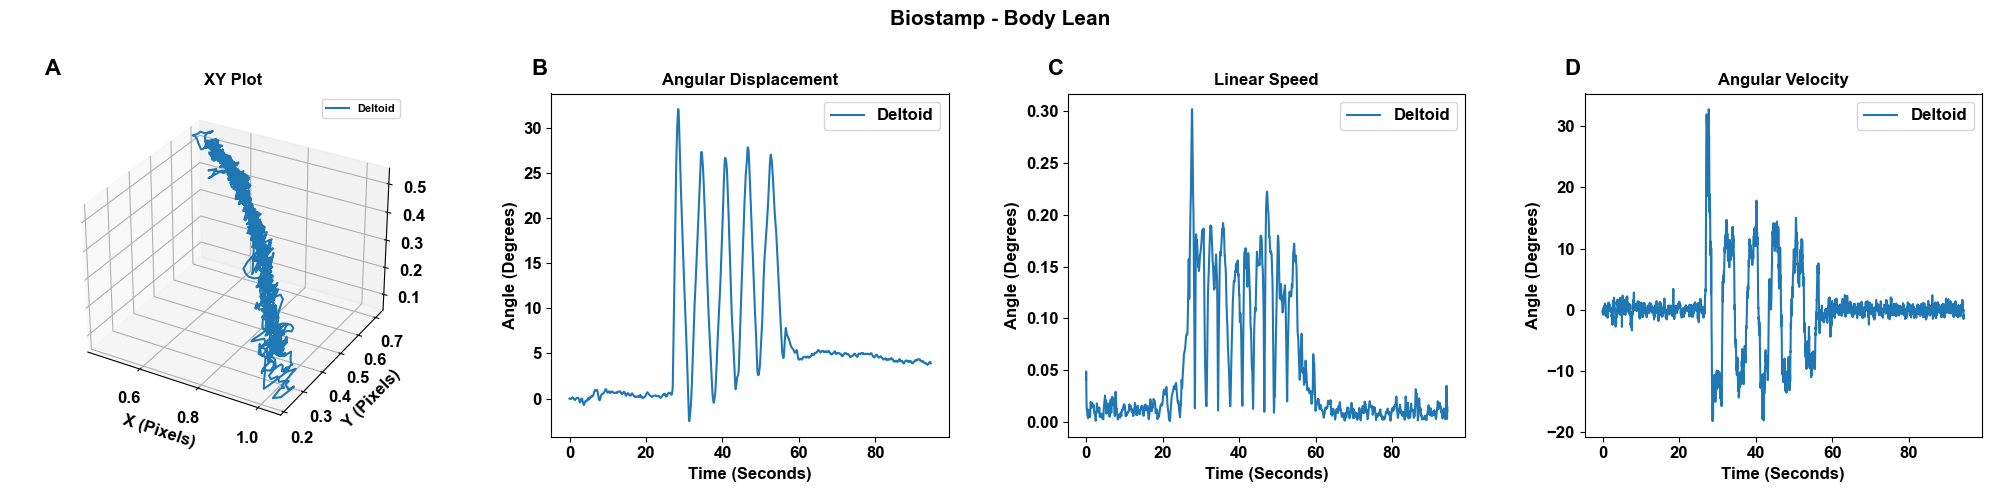 Biostamp - Body Lean
A
XY Plot
Deltoid
0.5
0.4
0.3
0.2
0.1
0.6
0.8
1.0
X (Pixels)
0.2
0.3
0.4
0.5
0.6
0.7
Y (Pixels)
B
Angular Displacement
Deltoid
Angle (Degrees)
30
25
20
15
10
5
0
0 20 40 60 80
Time (Seconds)
C
Linear Speed
Deltoid
Angle (Degrees)
0.30
0.25
0.20
0.15
0.10
0.05
0.00
0 20 40 60 80
Time (Seconds)
D
Angular Velocity
Deltoid
Angle (Degrees)
30
20
10
0
−10
−20
0 20 40 60 80
Time (Seconds)